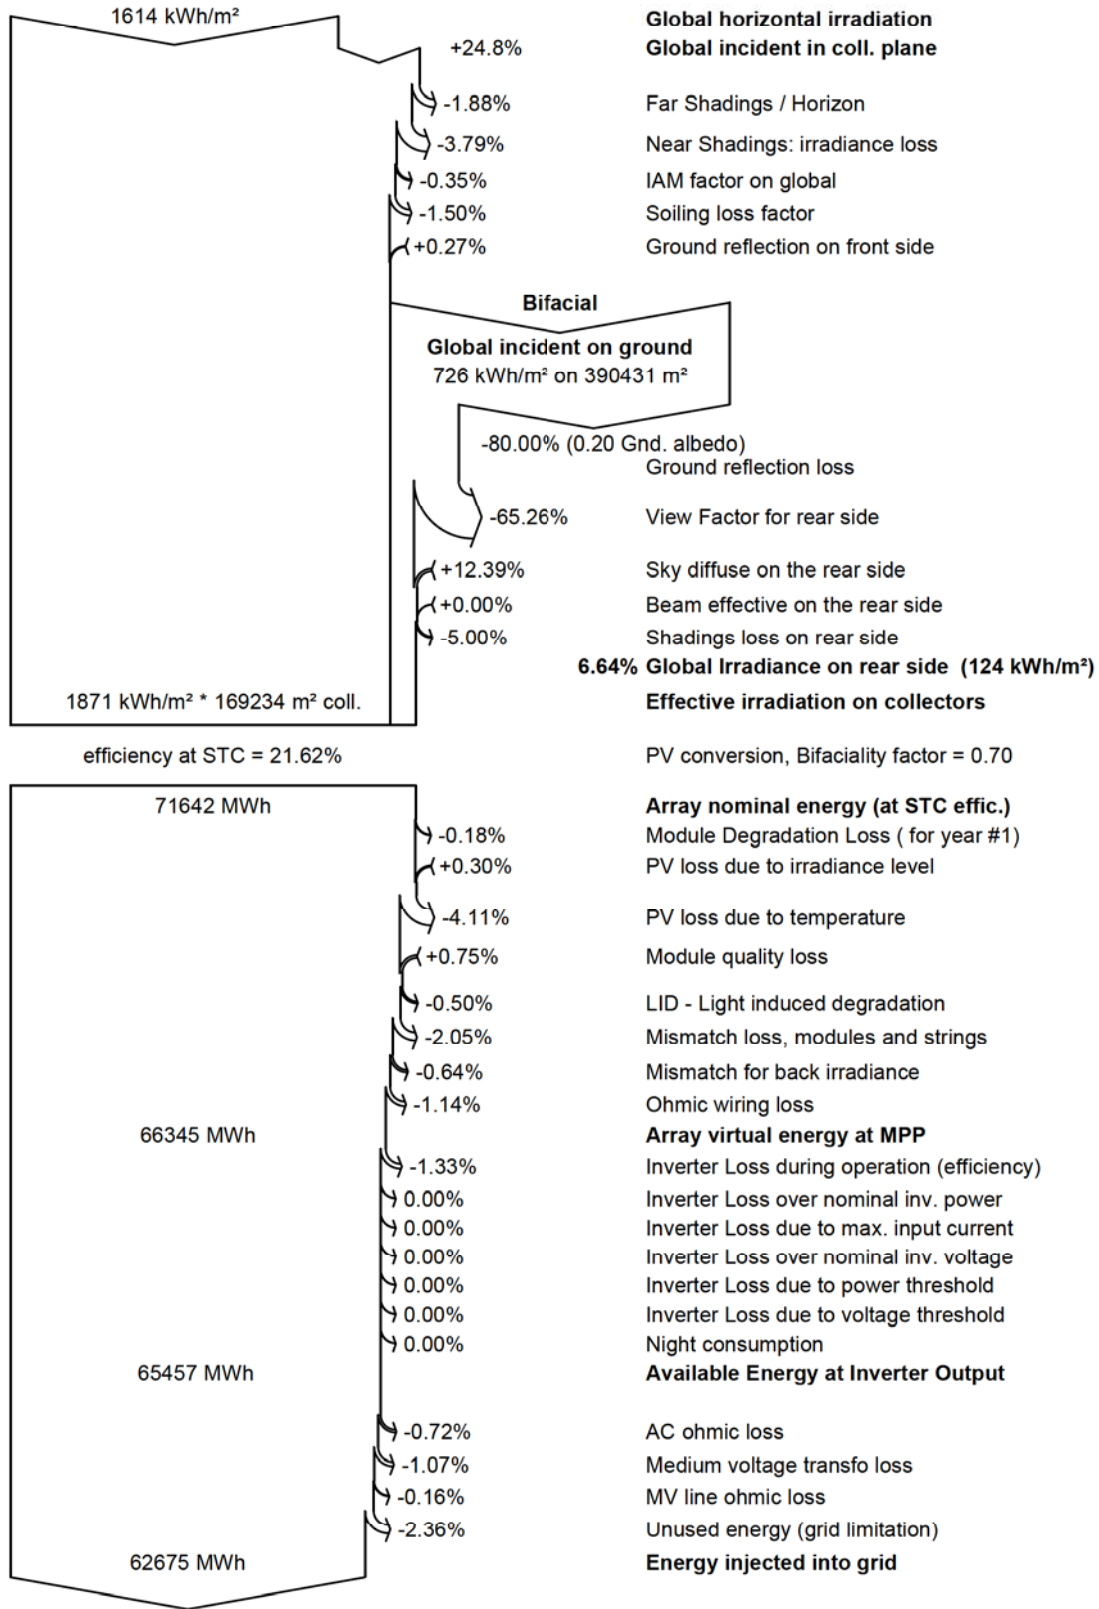 1614 kWh/m² Global horizontal irradiation
+24.8% Global incident in coll. plane
-1.88% Far Shadings / Horizon
-3.79% Near Shadings: irradiance loss
-0.35% IAM factor on global
-1.50% Soiling loss factor
+0.27% Ground reflection on front side
Bifacial
Global incident on ground
726 kWh/m² on 390431 m²
-80.00% (0.20 Gnd. albedo)
Ground reflection loss
-65.26% View Factor for rear side
+12.39% Sky diffuse on the rear side
+0.00% Beam effective on the rear side
-5.00% Shadings loss on rear side
6.64% Global Irradiance on rear side (124 kWh/m²)
1871 kWh/m² * 169234 m² coll. Effective irradiation on collectors
efficiency at STC = 21.62% PV conversion, Bifaciality factor = 0.70
71642 MWh Array nominal energy (at STC effic.)
-0.18% Module Degradation Loss ( for year #1)
+0.30% PV loss due to irradiance level
-4.11% PV loss due to temperature
+0.75% Module quality loss
-0.50% LID - Light induced degradation
-2.05% Mismatch loss, modules and strings
-0.64% Mismatch for back irradiance
-1.14% Ohmic wiring loss
66345 MWh Array virtual energy at MPP
-1.33% Inverter Loss during operation (efficiency)
0.00% Inverter Loss over nominal inv. power
0.00% Inverter Loss due to max. input current
0.00% Inverter Loss over nominal inv. voltage
0.00% Inverter Loss due to power threshold
0.00% Inverter Loss due to voltage threshold
0.00% Night consumption
65457 MWh Available Energy at Inverter Output
-0.72% AC ohmic loss
-1.07% Medium voltage transfo loss
-0.16% MV line ohmic loss
-2.36% Unused energy (grid limitation)
62675 MWh Energy injected into grid